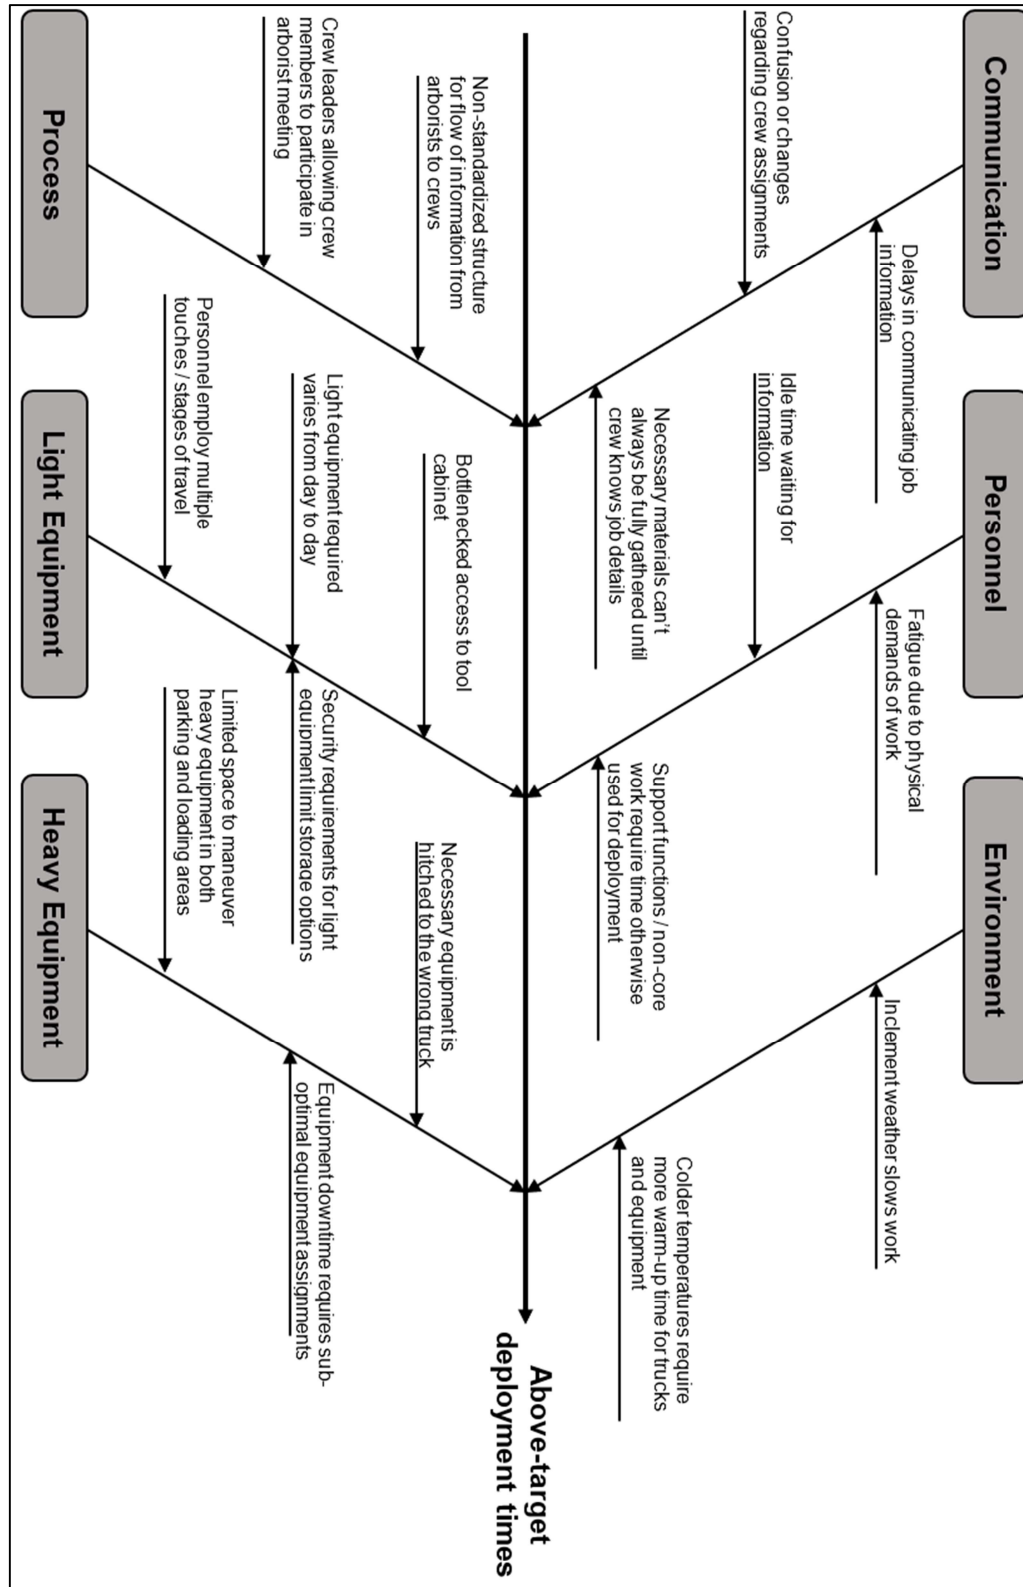 Communication
Personnel
Environment
Delays in communicating job
information
Fatigue due to physical
demands of work
Inclement weather slows work
Confusion or changes
regarding crew assignments
Idle time waiting for
information
Necessary materials can't
always be fully gathered until
crew knows job details
Support functions / non-core
work require time otherwise
used for deployment
Colder temperatures require
more warm-up time for trucks
and equipment
Above-target
deployment times
Non-standardized structure
for flow of information from
arborists to crews
Bottlenecked access to tool
cabinet
Necessary equipment is
hitched to the wrong truck
Crew leaders allowing crew
members to participate in
arborist meeting
Light equipment required
varies from day to day
Security requirements for light
equipment limit storage options
Equipment downtime requires sub-
optimal equipment assignments
Personnel employ multiple
touches / stages of travel
Limited space to maneuver
heavy equipment in both
parking and loading areas
Process
Light Equipment
Heavy Equipment